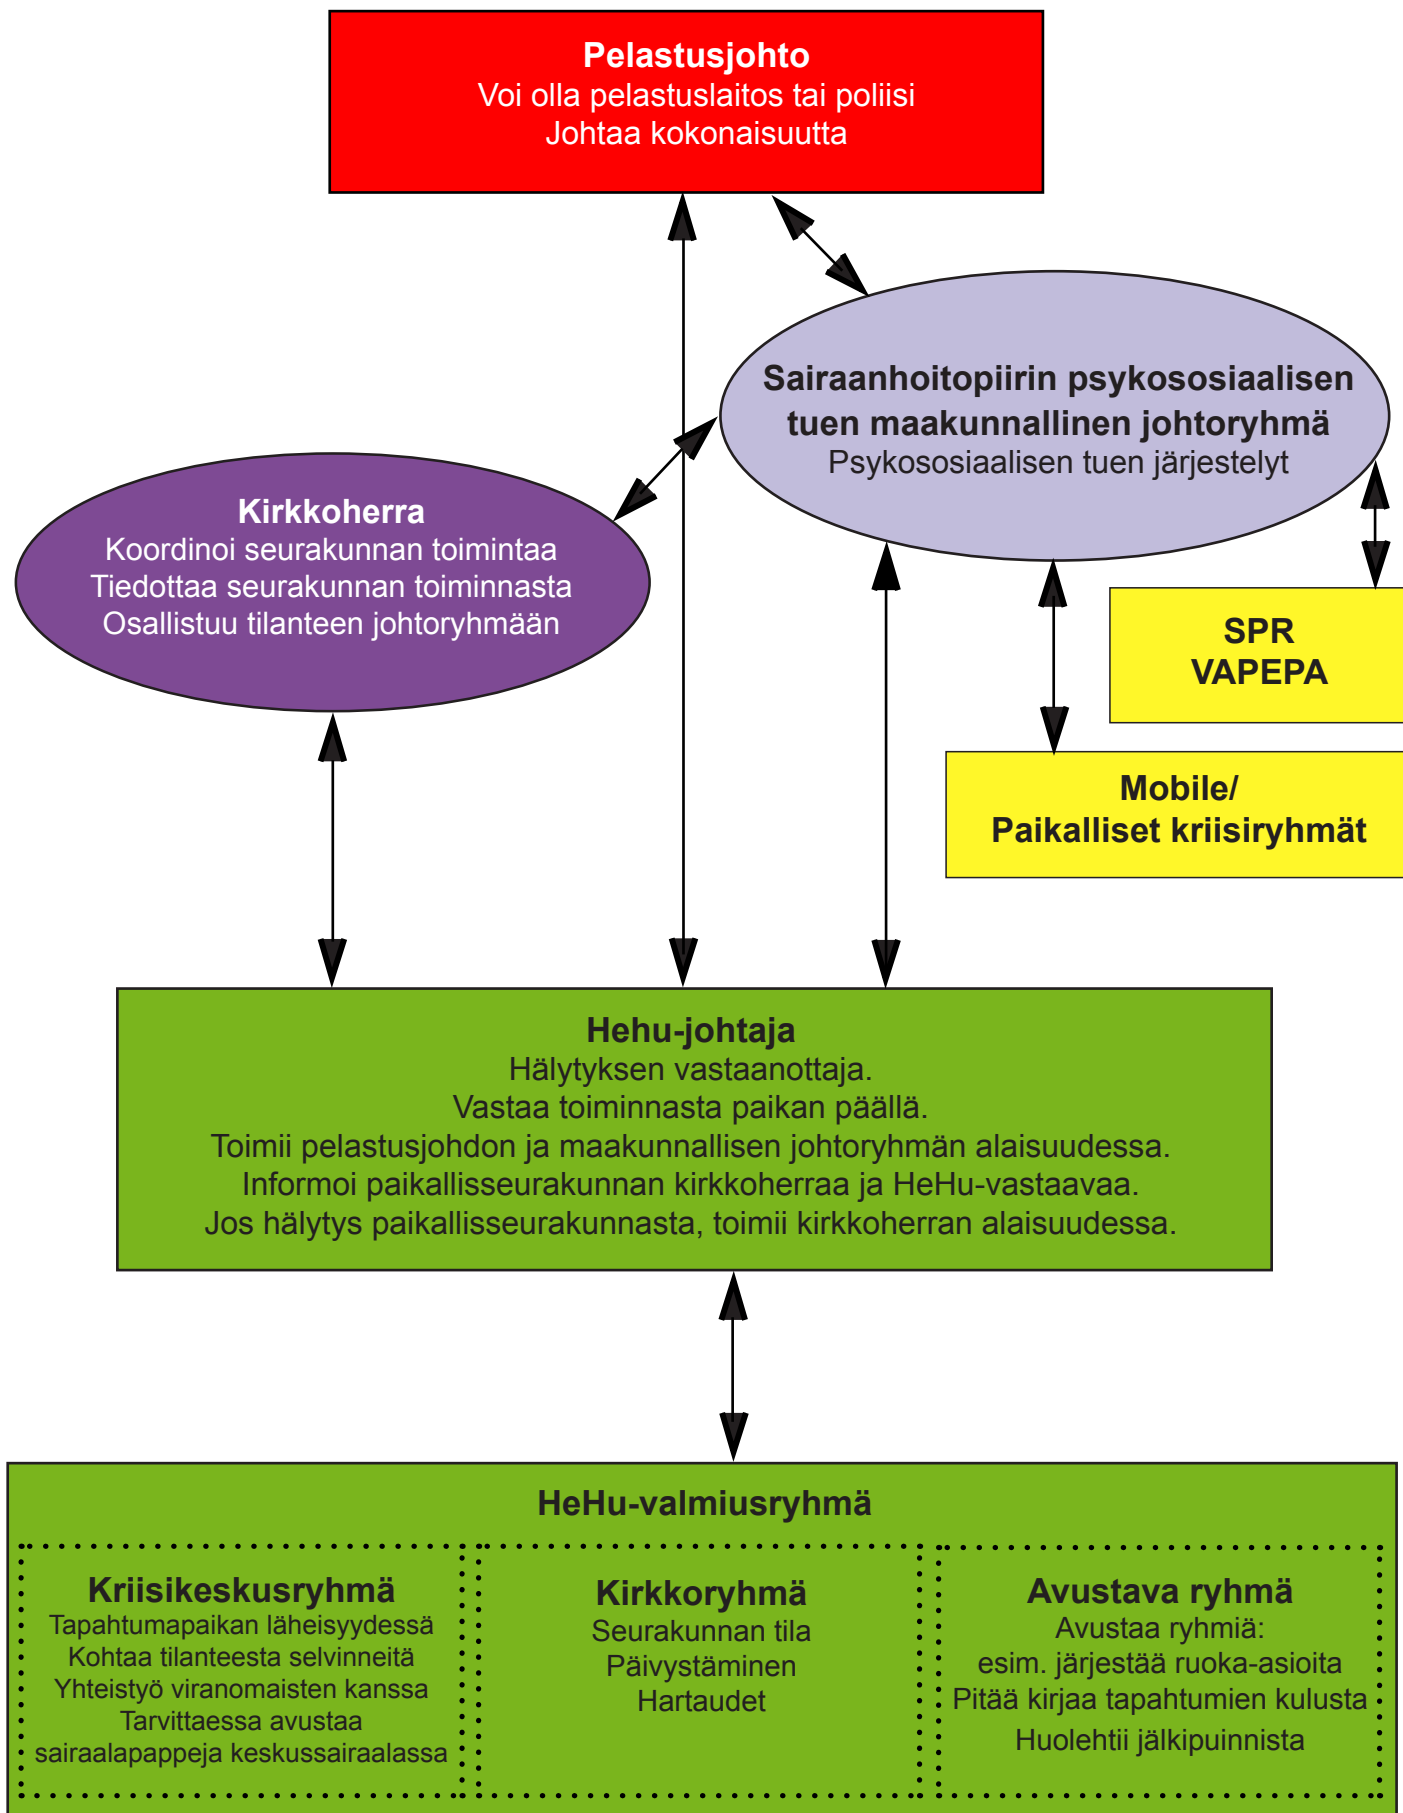 Pelastusjohto
Voi olla pelastuslaitos tai poliisi
Johtaa kokonaisuutta
Sairaanhoitopiirin psykososiaalisen
tuen maakunnallinen johtoryhmä
Psykososiaalisen tuen järjestelyt
Kirkkoherra
Koordinoi seurakunnan toimintaa
Tiedottaa seurakunnan toiminnasta
Osallistuu tilanteen johtoryhmään
SPR
VAPEPA
Mobile/
Paikalliset kriisiryhmät
Hehu-johtaja
Hälytyksen vastaanottaja.
Vastaa toiminnasta paikan päällä.
Toimii pelastusjohdon ja maakunnallisen johtoryhmän alaisuudessa.
Informoi paikallisseurakunnan kirkkoherraa ja HeHu-vastaavaa.
Jos hälytys paikallisseurakunnasta, toimii kirkkoherran alaisuudessa.
HeHu-valmiusryhmä
Kriisikeskusryhmä
Tapahtumapaikan läheisyydessä
Kohtaa tilanteesta selvinneitä
Yhteistyö viranomaisten kanssa
Tarvittaessa avustaa
sairaalapappeja keskussairaalassa
Kirkkoryhmä
Seurakunnan tila
Päivystäminen
Hartaudet
Avustava ryhmä
Avustaa ryhmiä:
esim. järjestää ruoka-asioita
Pitää kirjaa tapahtumien kulusta
Huolehtii jälkipuinnista